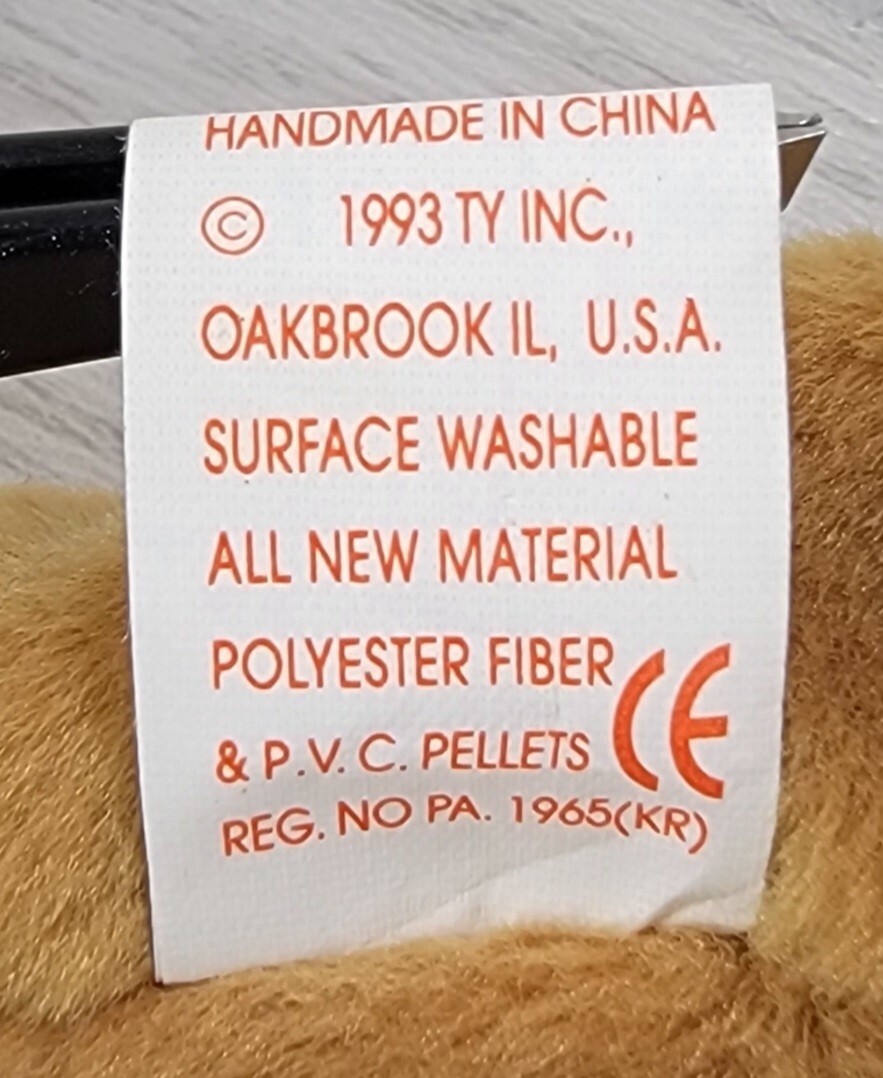 HANDMADE IN CHINA
© 1993 TY INC.,
OAKBROOK IL, U.S.A.
SURFACE WASHABLE
ALL NEW MATERIAL
POLYESTER FIBER
& P.V.C. PELLETS CE
REG. NO PA. 1965(KR)